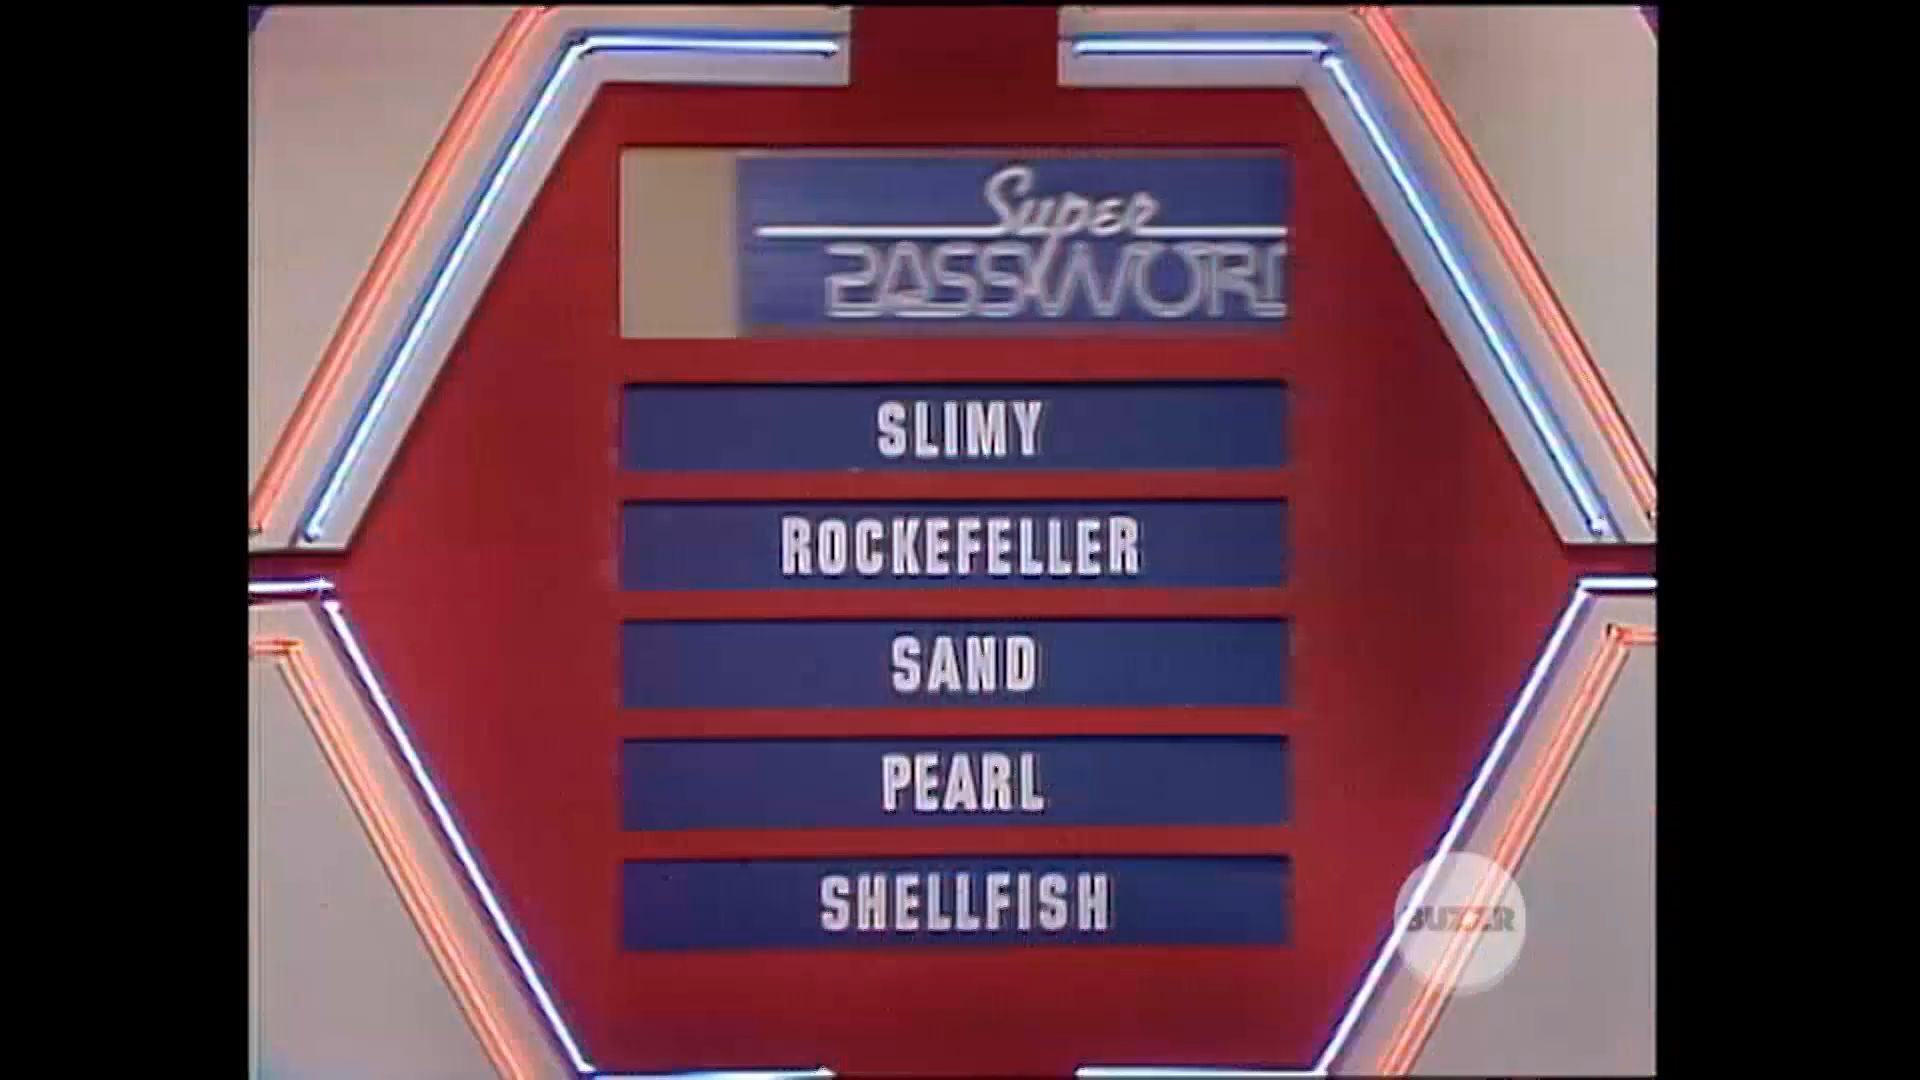 Super
PASSWORD
SLIMY
ROCKEFELLER
SAND
PEARL
SHELLFISH
BUZZR